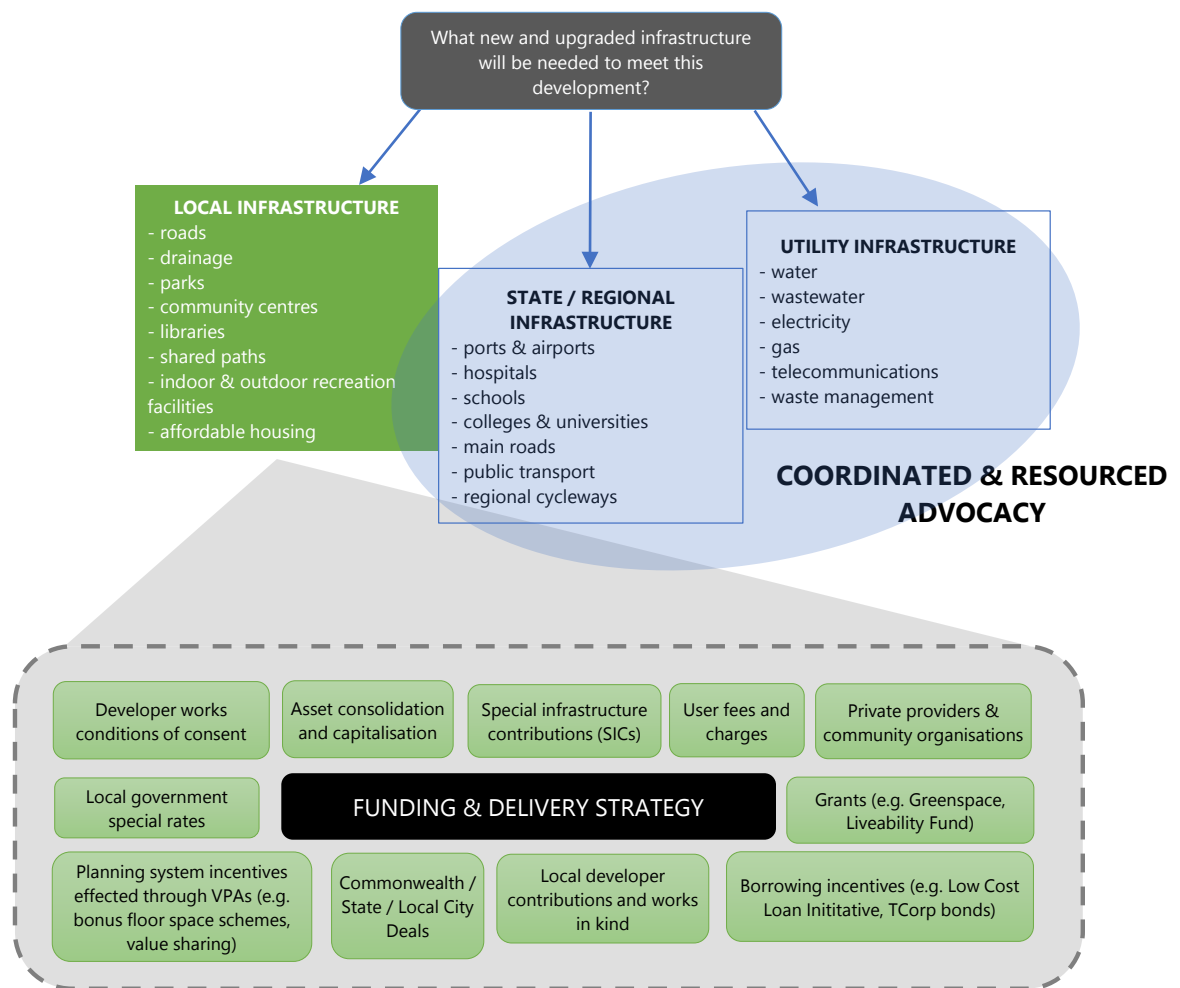 What new and upgraded infrastructure
will be needed to meet this
development?
LOCAL INFRASTRUCTURE
- roads
- drainage
- parks
- community centres
- libraries
- shared paths
- indoor & outdoor recreation
facilities
- affordable housing
STATE / REGIONAL
INFRASTRUCTURE
- ports & airports
- hospitals
- schools
- colleges & universities
- main roads
- public transport
- regional cycleways
UTILITY INFRASTRUCTURE
- water
- wastewater
- electricity
- gas
- telecommunications
- waste management
COORDINATED & RESOURCED
ADVOCACY
Developer works
conditions of consent
Asset consolidation
and capitalisation
Special infrastructure
contributions (SICs)
User fees and
charges
Private providers &
community organisations
Local government
special rates
FUNDING & DELIVERY STRATEGY
Grants (e.g. Greenspace,
Liveability Fund)
Planning system incentives
effected through VPAs (e.g.
bonus floor space schemes,
value sharing)
Commonwealth /
State / Local City
Deals
Local developer
contributions and works
in kind
Borrowing incentives (e.g. Low Cost
Loan Inititative, TCorp bonds)